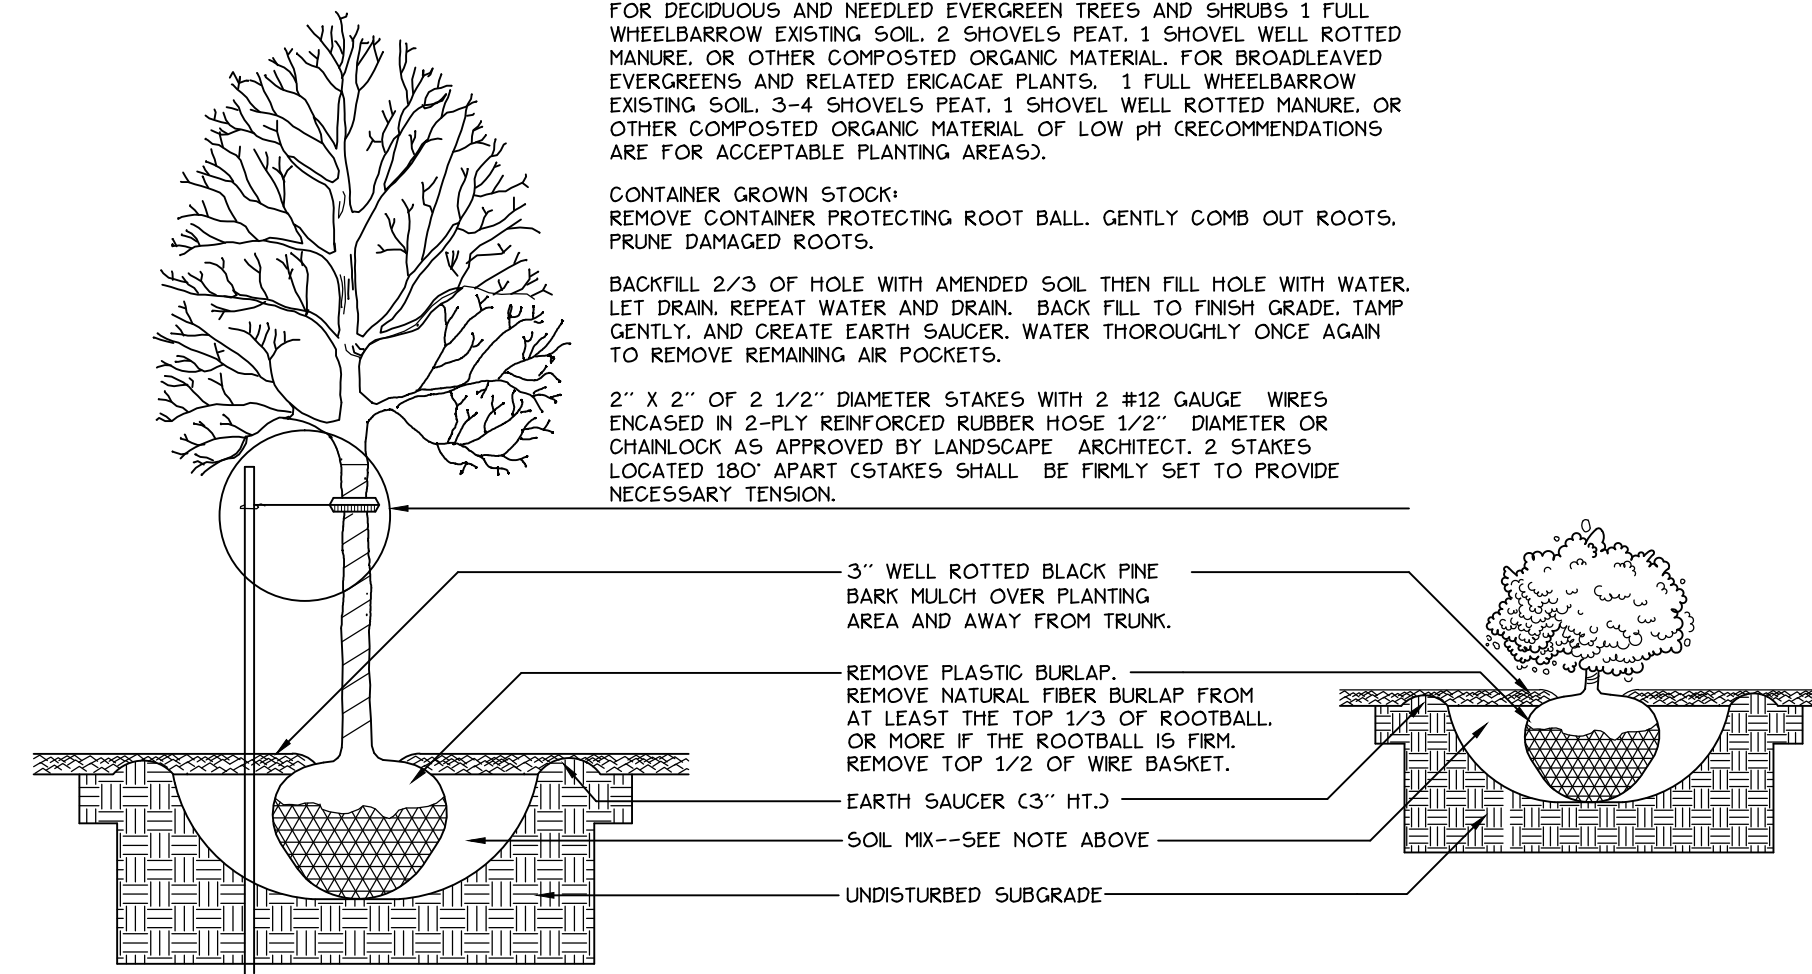 FOR DECIDUOUS AND NEEDLED EVERGREEN TREES AND SHRUBS 1 FULL
WHEELBARROW EXISTING SOIL, 2 SHOVELS PEAT, 1 SHOVEL WELL ROTTED
MANURE, OR OTHER COMPOSTED ORGANIC MATERIAL. FOR BROADLEAVED
EVERGREENS AND RELATED ERICACAE PLANTS, 1 FULL WHEELBARROW
EXISTING SOIL, 3-4 SHOVELS PEAT, 1 SHOVEL WELL ROTTED MANURE, OR
OTHER COMPOSTED ORGANIC MATERIAL OF LOW pH (RECOMMENDATIONS
ARE FOR ACCEPTABLE PLANTING AREAS).
CONTAINER GROWN STOCK:
REMOVE CONTAINER PROTECTING ROOT BALL. GENTLY COMB OUT ROOTS,
PRUNE DAMAGED ROOTS.
BACKFILL 2/3 OF HOLE WITH AMENDED SOIL THEN FILL HOLE WITH WATER,
LET DRAIN, REPEAT WATER AND DRAIN. BACK FILL TO FINISH GRADE, TAMP
GENTLY, AND CREATE EARTH SAUCER. WATER THOROUGHLY ONCE AGAIN
TO REMOVE REMAINING AIR POCKETS.
2" X 2" OF 2 1/2" DIAMETER STAKES WITH 2 #12 GAUGE WIRES
ENCASED IN 2-PLY REINFORCED RUBBER HOSE 1/2" DIAMETER OR
CHAINLOCK AS APPROVED BY LANDSCAPE ARCHITECT. 2 STAKES
LOCATED 180° APART (STAKES SHALL BE FIRMLY SET TO PROVIDE
NECESSARY TENSION.
3" WELL ROTTED BLACK PINE
BARK MULCH OVER PLANTING
AREA AND AWAY FROM TRUNK.
REMOVE PLASTIC BURLAP.
REMOVE NATURAL FIBER BURLAP FROM
AT LEAST THE TOP 1/3 OF ROOTBALL,
OR MORE IF THE ROOTBALL IS FIRM.
REMOVE TOP 1/2 OF WIRE BASKET.
EARTH SAUCER (3" HT.)
SOIL MIX--SEE NOTE ABOVE
UNDISTURBED SUBGRADE